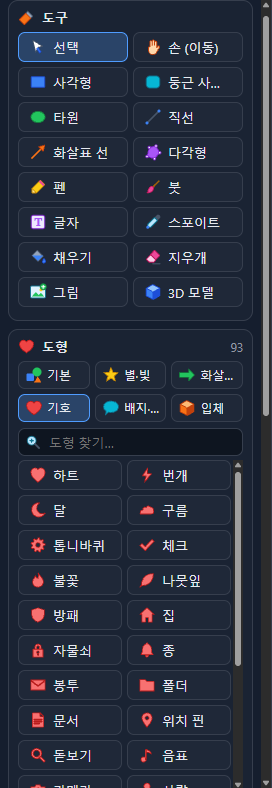 도구
선택 손 (이동)
사각형 둥근 사...
타원 직선
화살표 선 다각형
펜 붓
글자 스포이트
채우기 지우개
그림 3D 모델
도형 93
기본 별·빛 화살...
기호 배지·... 입체
도형 찾기...
하트 번개
달 구름
톱니바퀴 체크
불꽃 나뭇잎
방패 집
자물쇠 종
봉투 폴더
문서 위치 핀
돋보기 음표